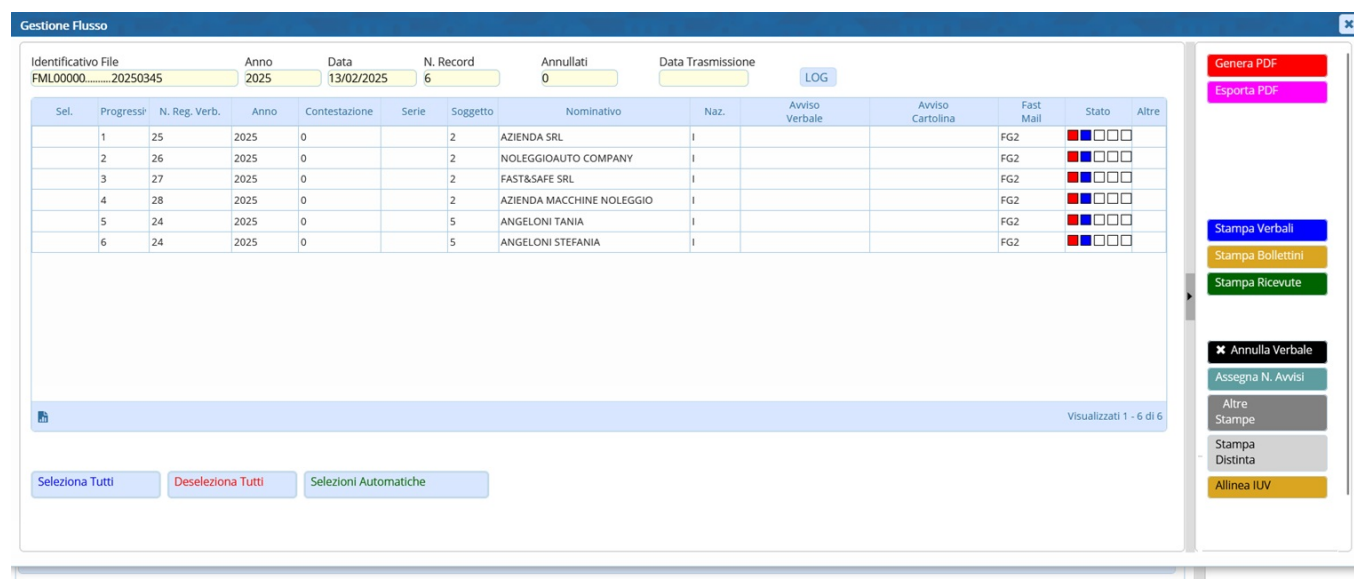 Gestione Flusso
Identificativo File Anno Data N. Record Annullati Data Trasmissione
FML00000..........20250345 2025 13/02/2025 6 0 LOG
Sel. Progressiv N. Reg. Verb. Anno Contestazione Serie Soggetto Nominativo Naz. Avviso Verbale Avviso Cartolina Fast Mail Stato Altre
1 25 2025 0 2 AZIENDA SRL I FG2
2 26 2025 0 2 NOLEGGIOAUTO COMPANY I FG2
3 27 2025 0 2 FAST&SAFE SRL I FG2
4 28 2025 0 2 AZIENDA MACCHINE NOLEGGIO I FG2
5 24 2025 0 5 ANGELONI TANIA I FG2
6 24 2025 0 5 ANGELONI STEFANIA I FG2
Visualizzati 1 - 6 di 6
Seleziona Tutti Deseleziona Tutti Selezioni Automatiche
Genera PDF
Esporta PDF
Stampa Verbali
Stampa Bollettini
Stampa Ricevute
Annulla Verbale
Assegna N. Avvisi
Altre
Stampe
Stampa
Distinta
Allinea IUV